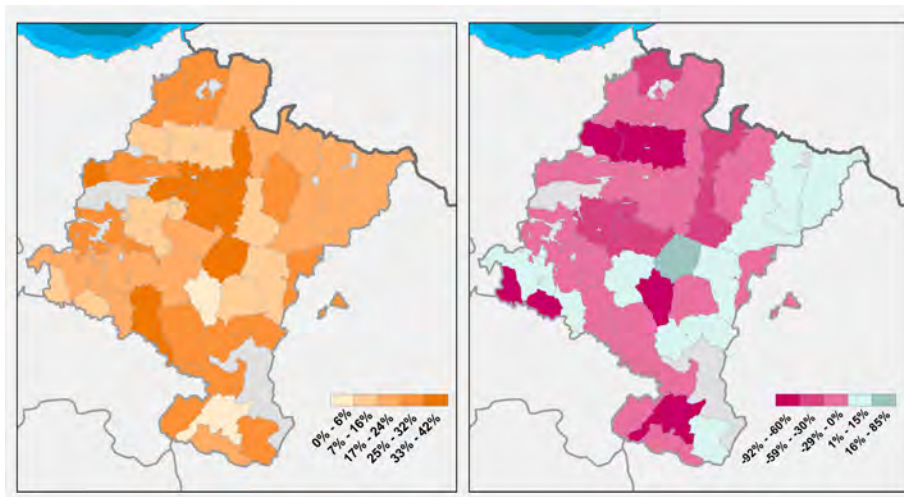 0% - 6%
7% - 16%
17% - 24%
25% - 32%
33% - 42%
-92% - -60%
-59% - -30%
-29% - 0%
1% - 15%
16% - 85%